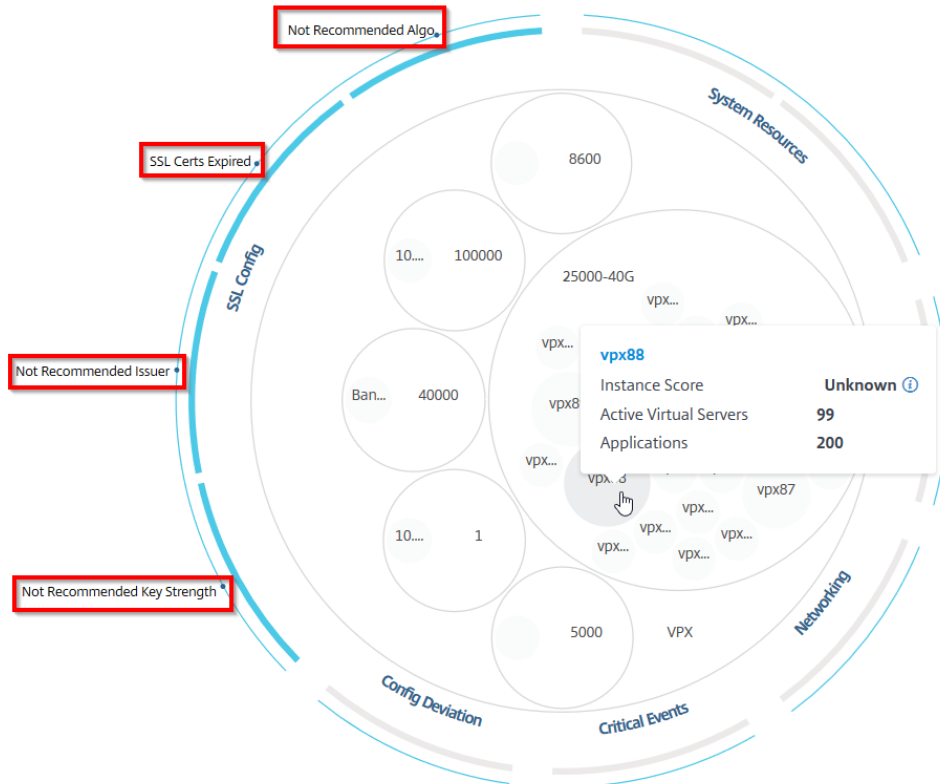 Not Recommended Algo
System Resources
SSL Certs Expired
8600
SSL Config
10... 100000
25000-40G
vpx...
vpx...
vpx...
vpx88
Instance Score Unknown
Active Virtual Servers 99
Applications 200
Not Recommended Issuer
Ban... 40000
vpx8
vpx...
vpx87
vpx...
vpx...
vpx...
vpx...
vpx...
10.... 1
Not Recommended Key Strength
Networking
5000 VPX
Config Deviation
Critical Events